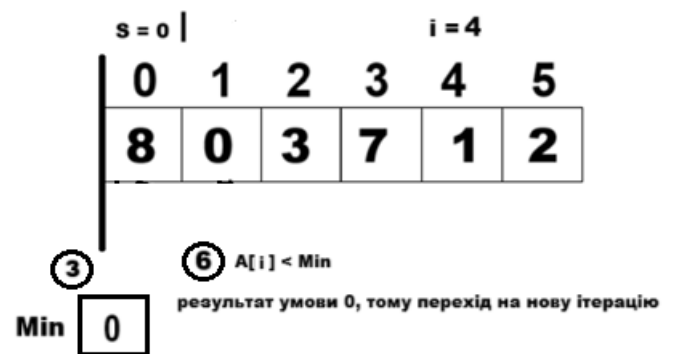 S = 0 i = 4
0 1 2 3 4 5
8 0 3 7 1 2
3 6 A[i] < Min
результат умови 0, тому перехід на нову ітерацію
Min 0